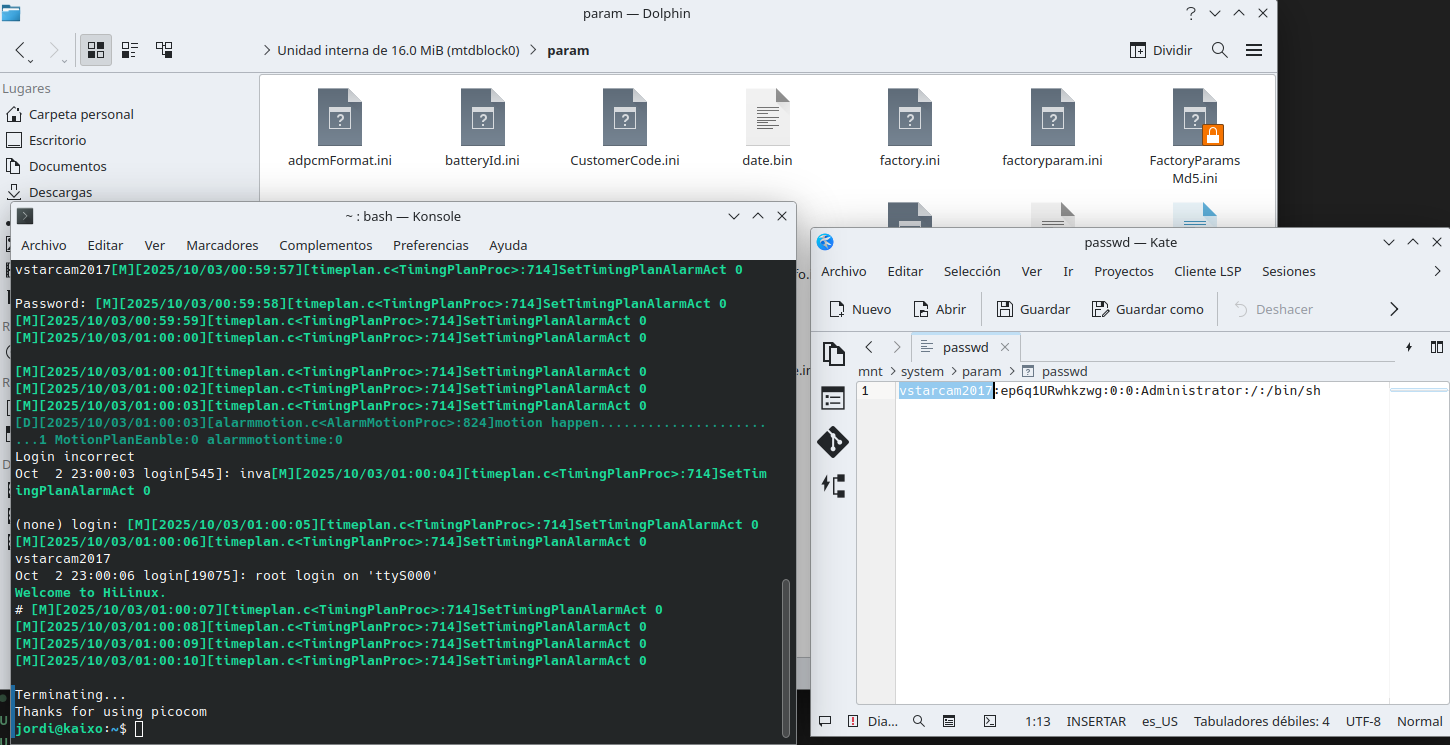 param — Dolphin
Unidad interna de 16.0 MiB (mtdblock0) param
Dividir
Lugares
Carpeta personal
Escritorio
Documentos
Descargas
adpcmFormat.ini
batteryId.ini
CustomerCode.ini
date.bin
factory.ini
factoryparam.ini
FactoryParams
Md5.ini
~ : bash — Konsole
Archivo Editar Ver Marcadores Complementos Preferencias Ayuda
vstarcam2017[M][2025/10/03/00:59:57][timeplan.c<TimingPlanProc>:714]SetTimingPlanAlarmAct 0
Password: [M][2025/10/03/00:59:58][timeplan.c<TimingPlanProc>:714]SetTimingPlanAlarmAct 0
[M][2025/10/03/00:59:59][timeplan.c<TimingPlanProc>:714]SetTimingPlanAlarmAct 0
[M][2025/10/03/01:00:00][timeplan.c<TimingPlanProc>:714]SetTimingPlanAlarmAct 0
[M][2025/10/03/01:00:01][timeplan.c<TimingPlanProc>:714]SetTimingPlanAlarmAct 0
[M][2025/10/03/01:00:02][timeplan.c<TimingPlanProc>:714]SetTimingPlanAlarmAct 0
[M][2025/10/03/01:00:03][timeplan.c<TimingPlanProc>:714]SetTimingPlanAlarmAct 0
[D][2025/10/03/01:00:03][alarmmotion.c<AlarmMotionProc>:824]motion happen.....................
...1 MotionPlanEanble:0 alarmmotiontime:0
Login incorrect
Oct  2 23:00:03 login[545]: inva[M][2025/10/03/01:00:04][timeplan.c<TimingPlanProc>:714]SetTim
ingPlanAlarmAct 0
(none) login: [M][2025/10/03/01:00:05][timeplan.c<TimingPlanProc>:714]SetTimingPlanAlarmAct 0
[M][2025/10/03/01:00:06][timeplan.c<TimingPlanProc>:714]SetTimingPlanAlarmAct 0
vstarcam2017
Oct  2 23:00:06 login[19075]: root login on 'ttyS000'
Welcome to HiLinux.
# [M][2025/10/03/01:00:07][timeplan.c<TimingPlanProc>:714]SetTimingPlanAlarmAct 0
[M][2025/10/03/01:00:08][timeplan.c<TimingPlanProc>:714]SetTimingPlanAlarmAct 0
[M][2025/10/03/01:00:09][timeplan.c<TimingPlanProc>:714]SetTimingPlanAlarmAct 0
[M][2025/10/03/01:00:10][timeplan.c<TimingPlanProc>:714]SetTimingPlanAlarmAct 0
Terminating...
Thanks for using picocom
jordi@kaixo:~$
passwd — Kate
Archivo Editar Selección Ver Ir Proyectos Cliente LSP Sesiones
Nuevo Abrir Guardar Guardar como Deshacer
passwd
mnt system param passwd
1 vstarcam2017:ep6q1URwhkzwg:0:0:Administrator:/:/bin/sh
Dia... 1:13 INSERTAR es_US Tabuladores débiles: 4 UTF-8 Normal